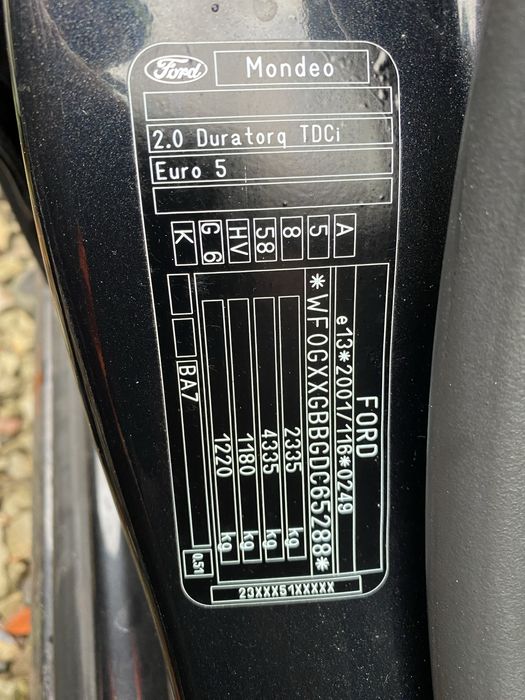 Ford
Mondeo
2.0 Duratorq TDCi
Euro 5
K G6 HV 58 8 5 A
FORD
e13*2001/116*0249
*WF0GXXGBBGDC65288*
2335 kg
4335 kg
1180 kg
1220 kg
BA7
0.51
23XXX51XXXXX